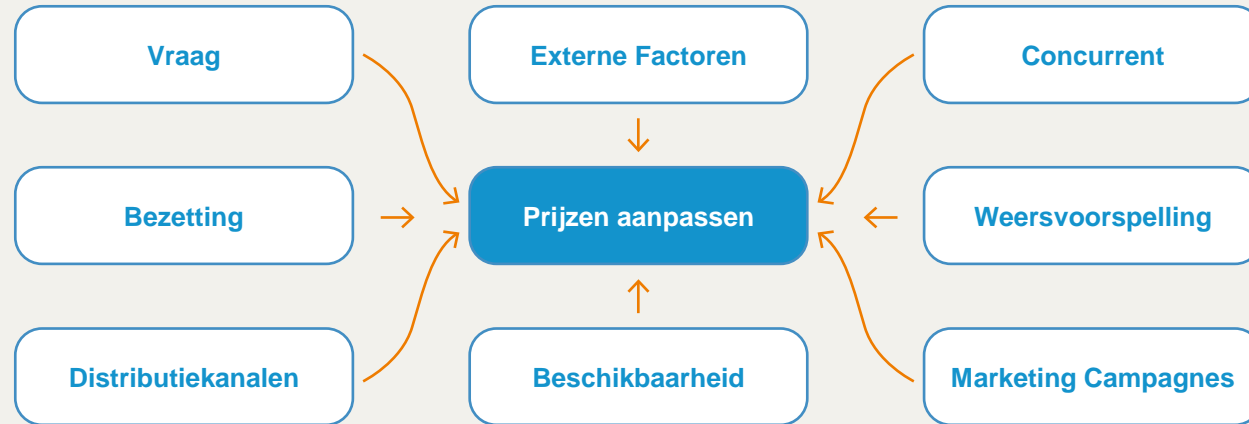 Vraag
Externe Factoren
Concurrent
Bezetting
Prijzen aanpassen
Weersvoorspelling
Distributiekanalen
Beschikbaarheid
Marketing Campagnes